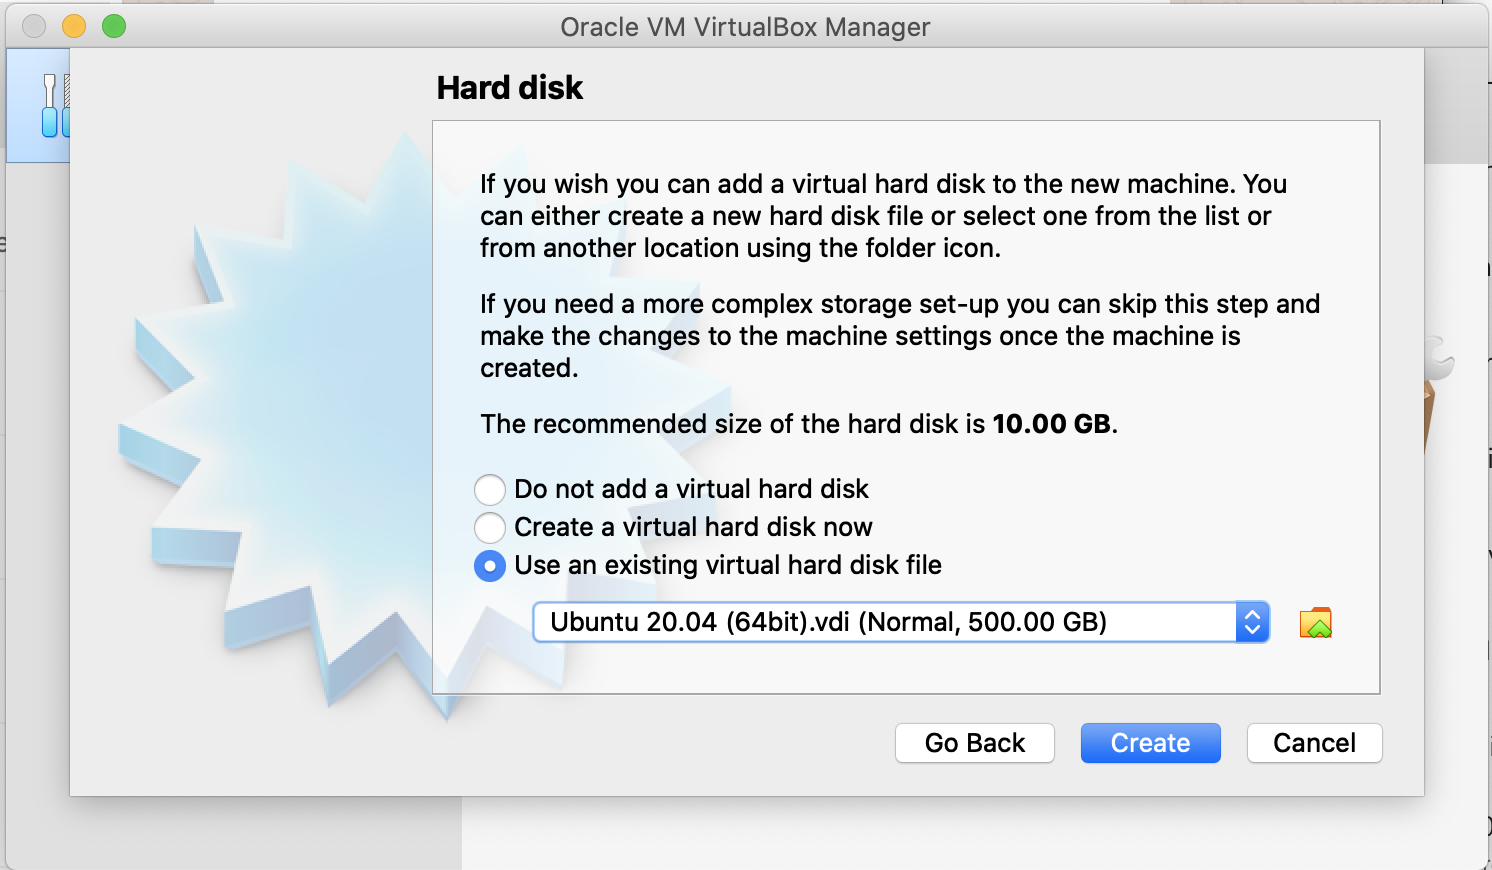 Oracle VM VirtualBox Manager
Hard disk
If you wish you can add a virtual hard disk to the new machine. You
can either create a new hard disk file or select one from the list or
from another location using the folder icon.
If you need a more complex storage set-up you can skip this step and
make the changes to the machine settings once the machine is
created.
The recommended size of the hard disk is 10.00 GB.
Do not add a virtual hard disk
Create a virtual hard disk now
Use an existing virtual hard disk file
Ubuntu 20.04 (64bit).vdi (Normal, 500.00 GB)
Go Back
Create
Cancel